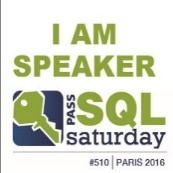 I AM
SPEAKER
PASS
SQL
saturday
#510 | PARIS 2016